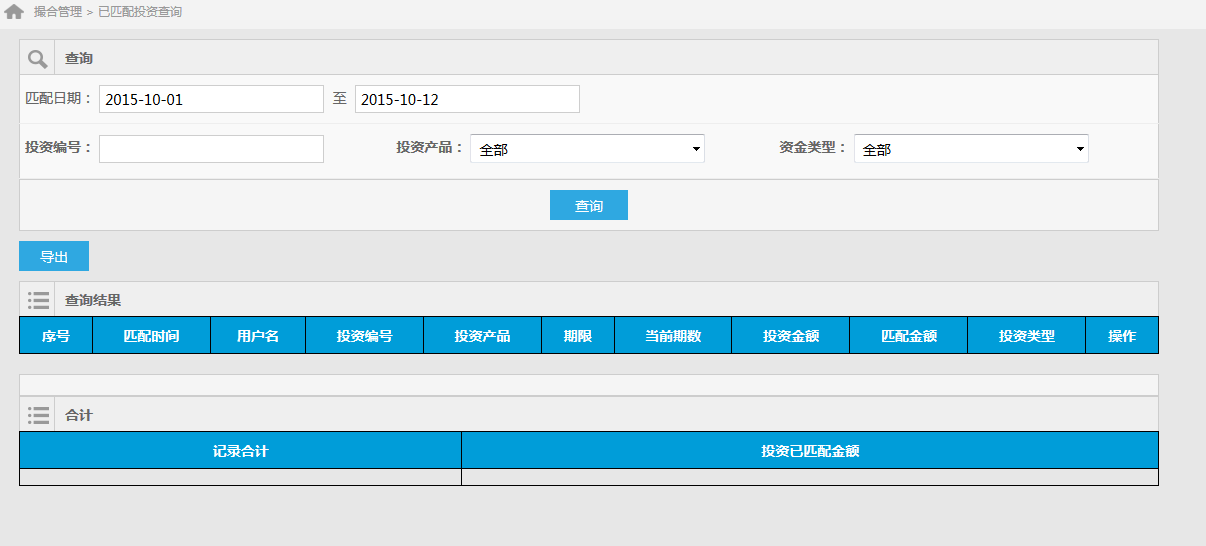 撮合管理 > 已匹配投资查询
查询
匹配日期： 2015-10-01 至 2015-10-12
投资编号： 投资产品： 全部 资金类型： 全部
查询
导出
查询结果
序号 匹配时间 用户名 投资编号 投资产品 期限 当前期数 投资金额 匹配金额 投资类型 操作
合计
记录合计 投资已匹配金额